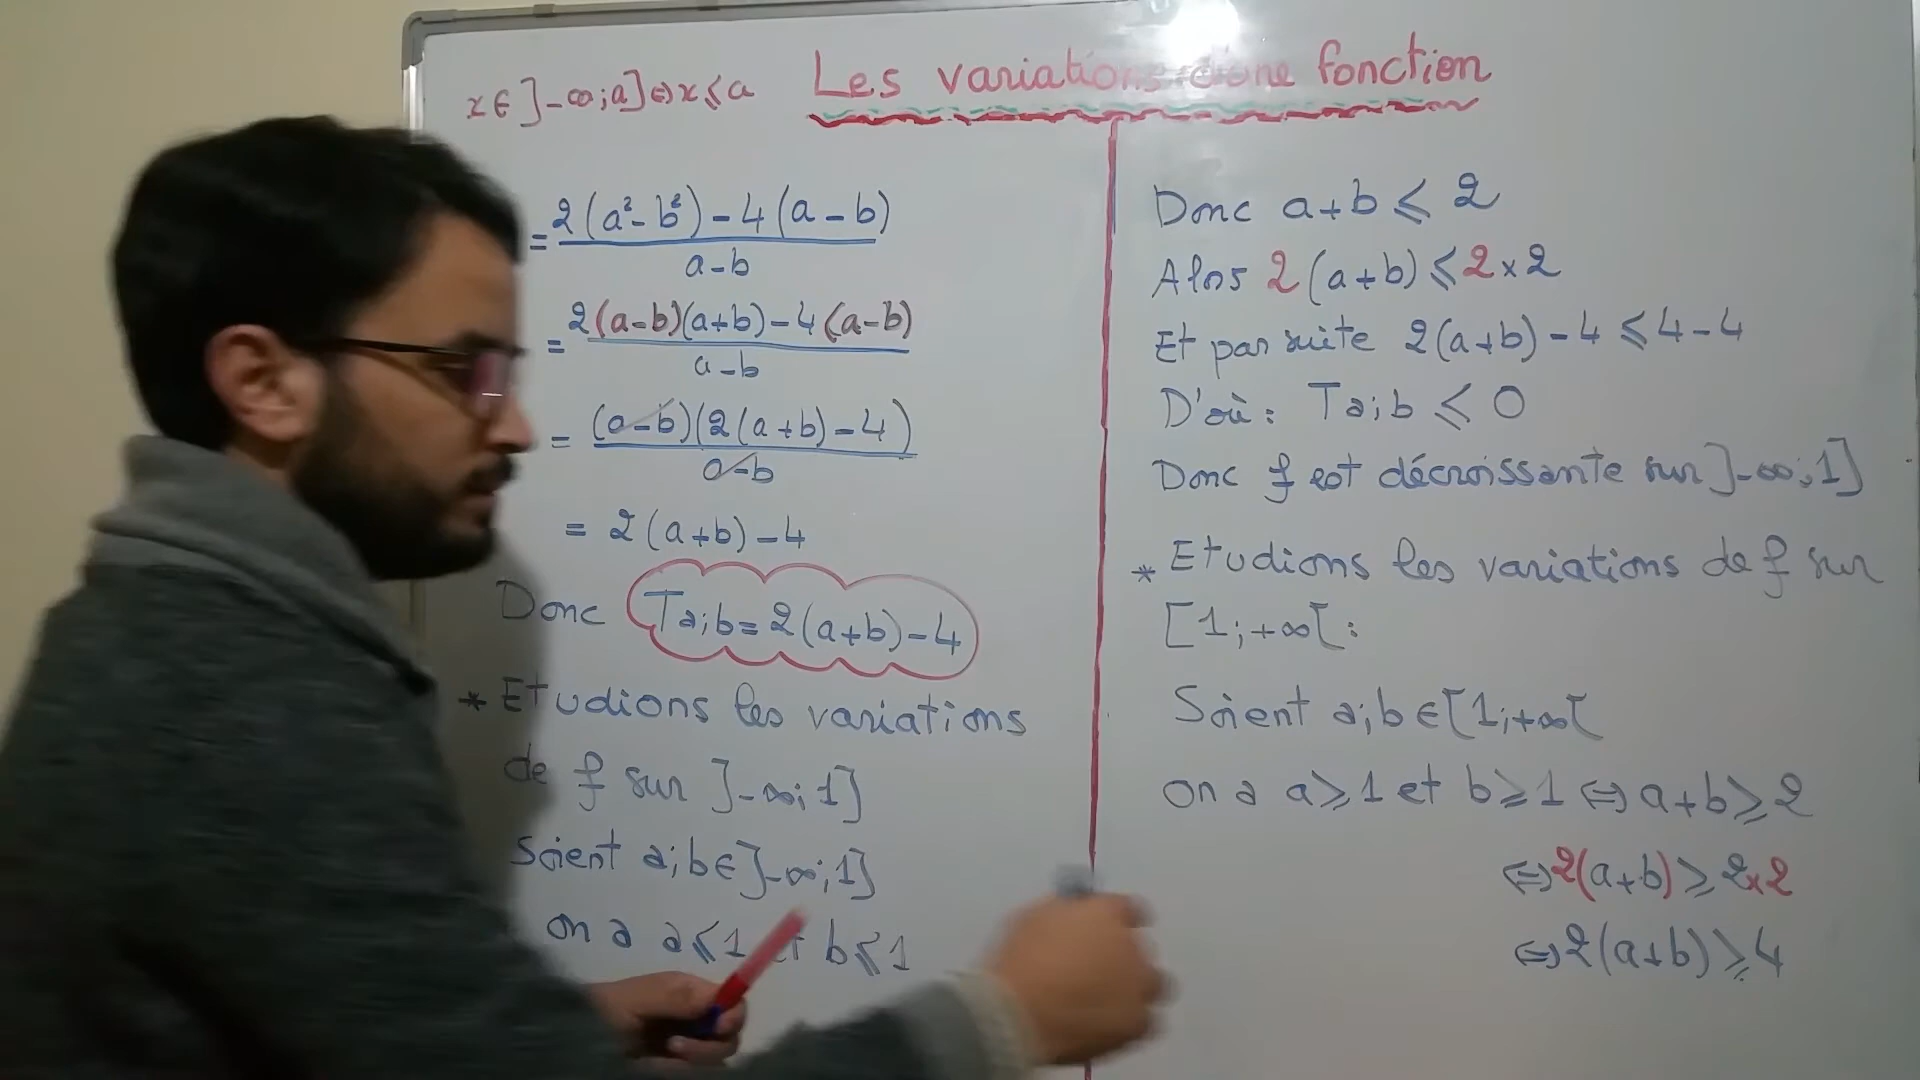 x∈]-∞;a]⇔x≤a
Les variations d'une fonction
= 2(a²-b²)-4(a-b)
a-b
= 2(a-b)(a+b)-4(a-b)
a-b
= (a-b)(2(a+b)-4)
a-b
= 2(a+b)-4
Donc Ta;b=2(a+b)-4
* Etudions les variations
de f sur ]-∞;1]
Soient a;b∈]-∞;1]
on a a≤1 et b≤1
Donc a+b≤2
Alors 2(a+b)≤2×2
Et par suite 2(a+b)-4≤4-4
D'où: Ta;b≤0
Donc f est décroissante sur ]-∞;1]
* Etudions les variations de f sur
[1;+∞[:
Soient a;b∈[1;+∞[
on a a≥1 et b≥1⇔a+b≥2
⇔2(a+b)≥2×2
⇔2(a+b)≥4